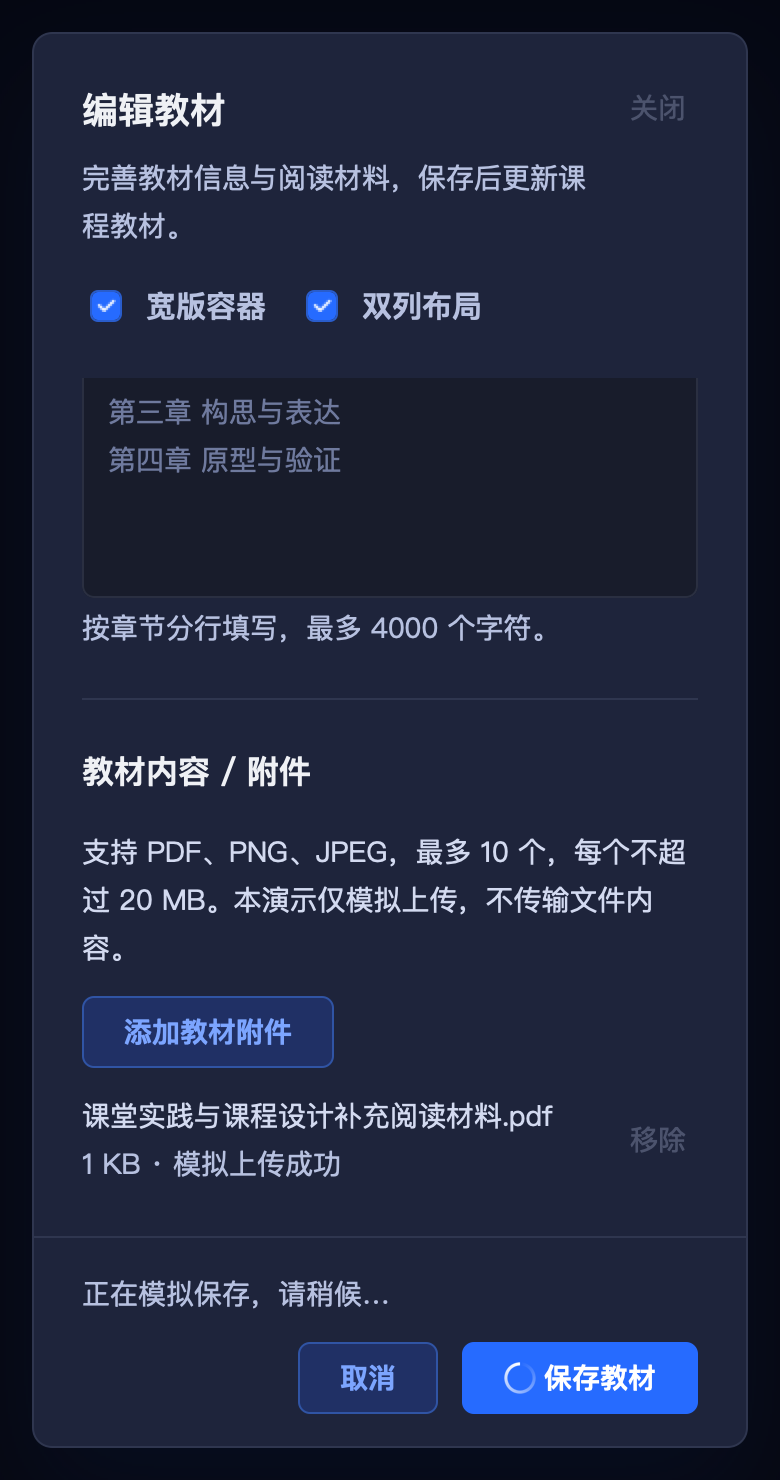 编辑教材
关闭
完善教材信息与阅读材料，保存后更新课
程教材。
宽版容器
双列布局
第三章 构思与表达
第四章 原型与验证
按章节分行填写，最多 4000 个字符。
教材内容 / 附件
支持 PDF、PNG、JPEG，最多 10 个，每个不超
过 20 MB。本演示仅模拟上传，不传输文件内
容。
添加教材附件
课堂实践与课程设计补充阅读材料.pdf
1 KB · 模拟上传成功
移除
正在模拟保存，请稍候…
取消
保存教材